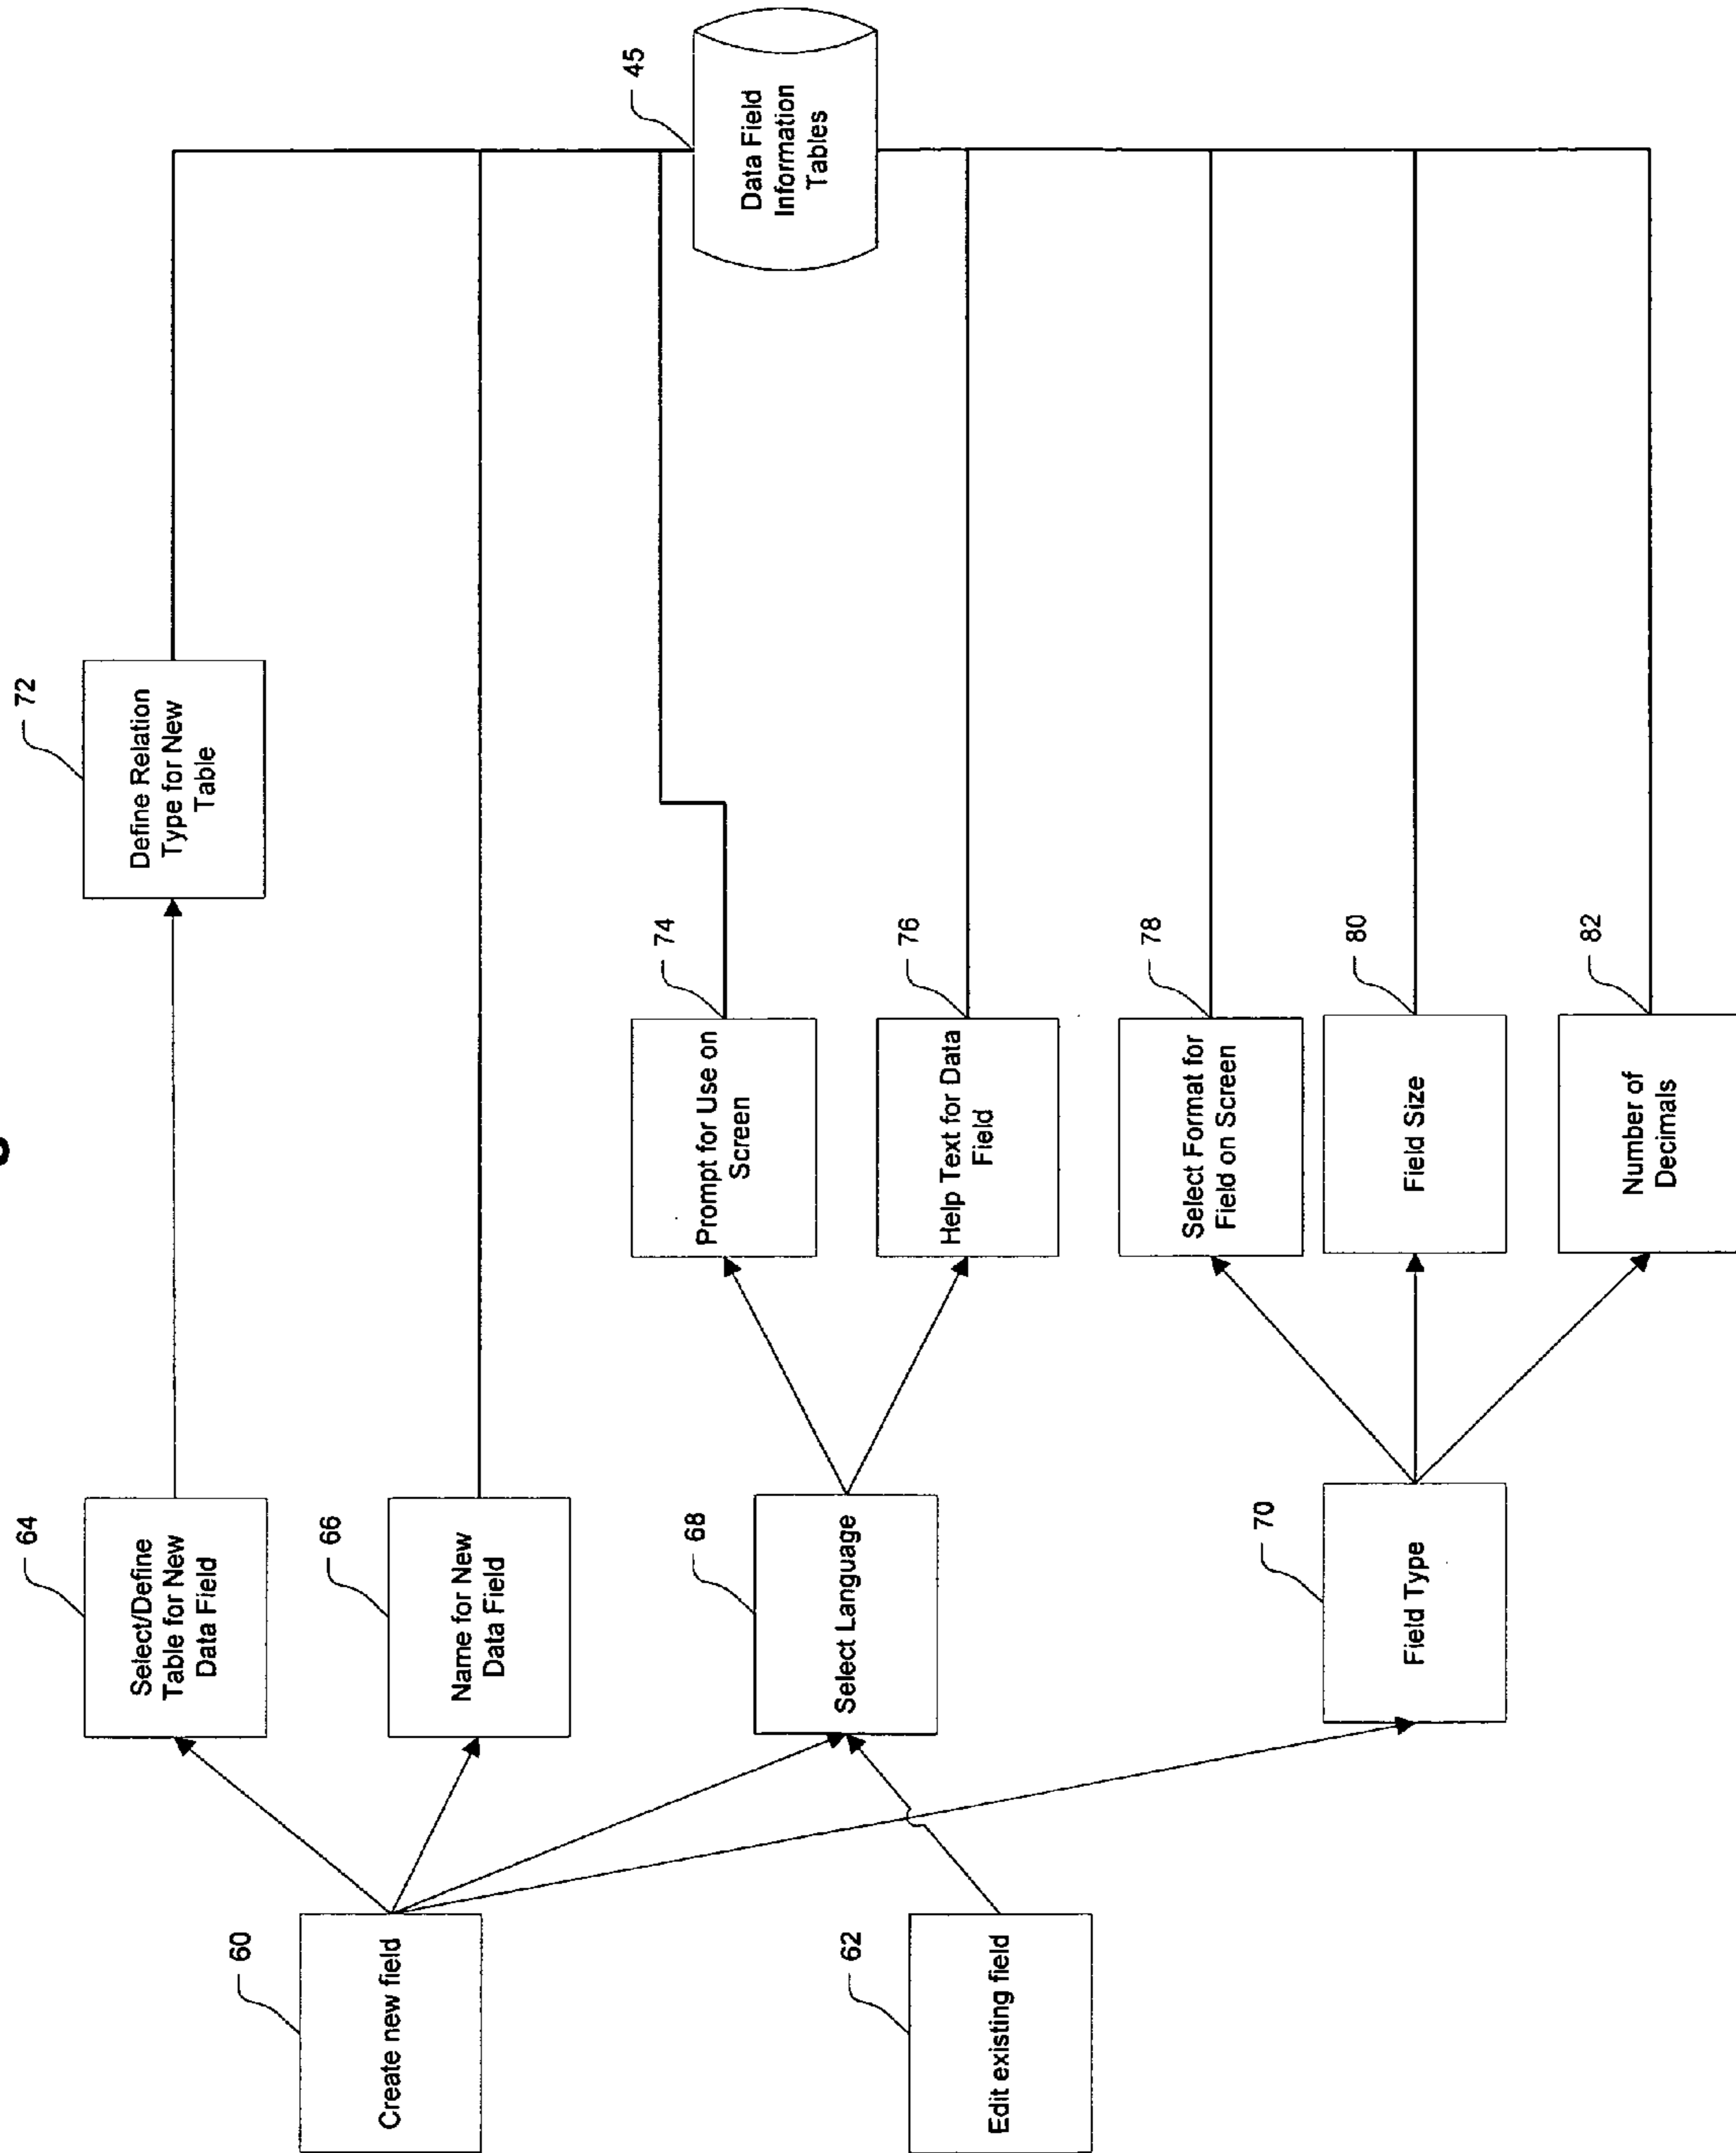 60
Create new field
62
Edit existing field
64
Select/Define
Table for New
Data Field
66
Name for New
Data Field
68
Select Language
70
Field Type
72
Define Relation
Type for New
Table
74
Prompt for Use on
Screen
76
Help Text for Data
Field
78
Select Format for
Field on Screen
80
Field Size
82
Number of
Decimals
45
Data Field
Information
Tables